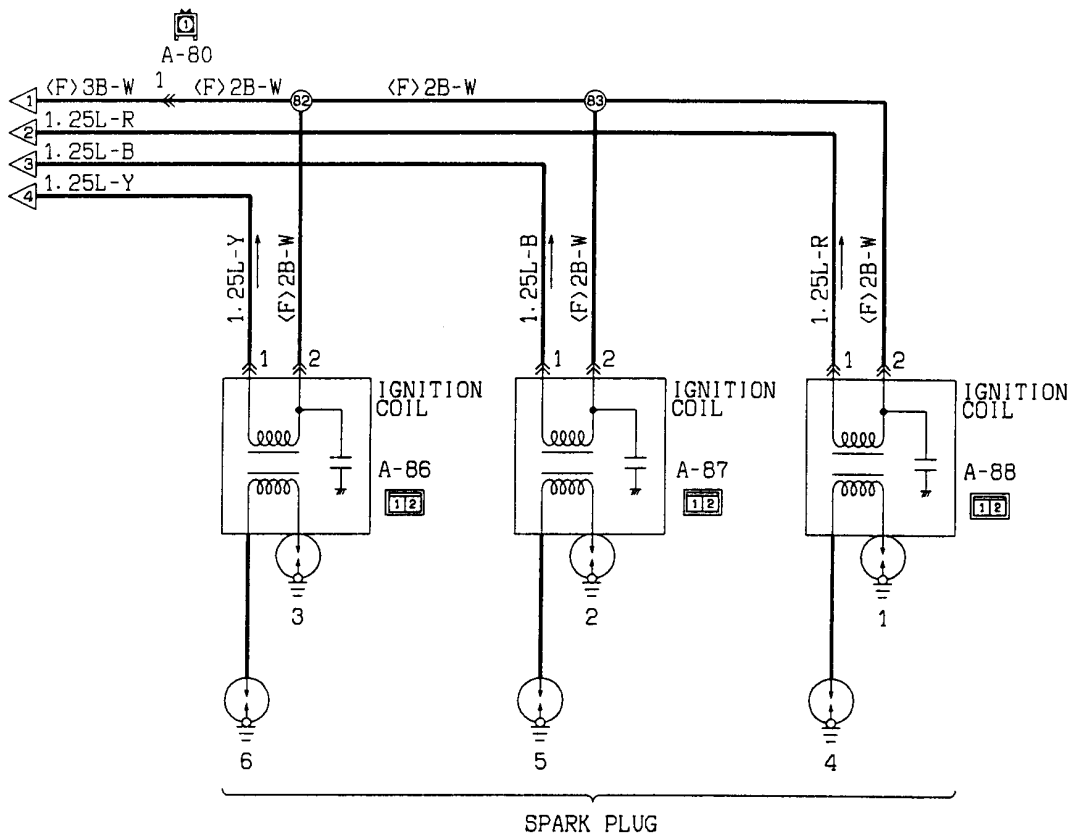 1
A-80
<F>3B-W 1 <F>2B-W 82 <F>2B-W 83
1
1.25L-R
2
1.25L-B
3
1.25L-Y
4
1.25L-Y
<F>2B-W
1.25L-B
<F>2B-W
1.25L-R
<F>2B-W
1 2
1 2
1 2
IGNITION
COIL
IGNITION
COIL
IGNITION
COIL
A-86
A-87
A-88
1 2
1 2
1 2
3
2
1
6
5
4
SPARK PLUG